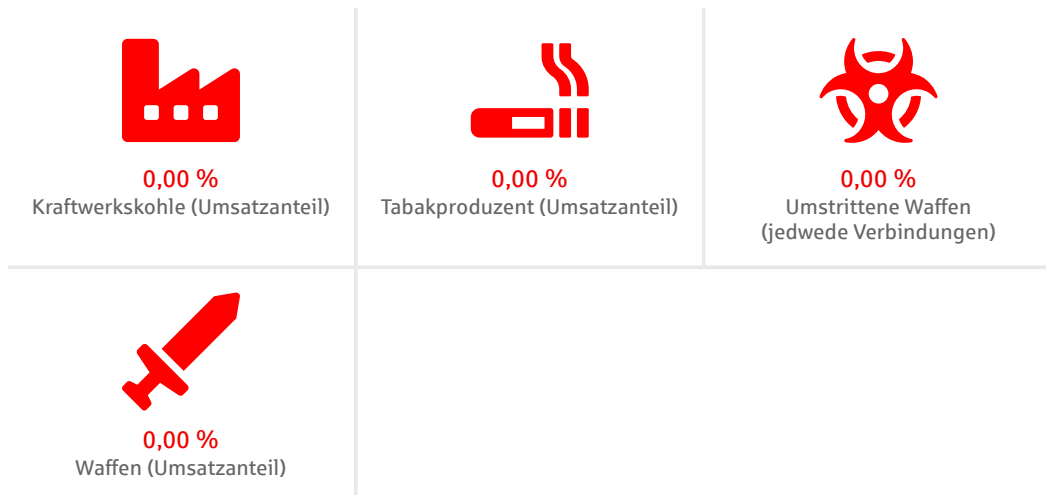 0,00 %
Kraftwerkskohle (Umsatzanteil)
0,00 %
Tabakproduzent (Umsatzanteil)
0,00 %
Umstrittene Waffen
(jedwede Verbindungen)
0,00 %
Waffen (Umsatzanteil)